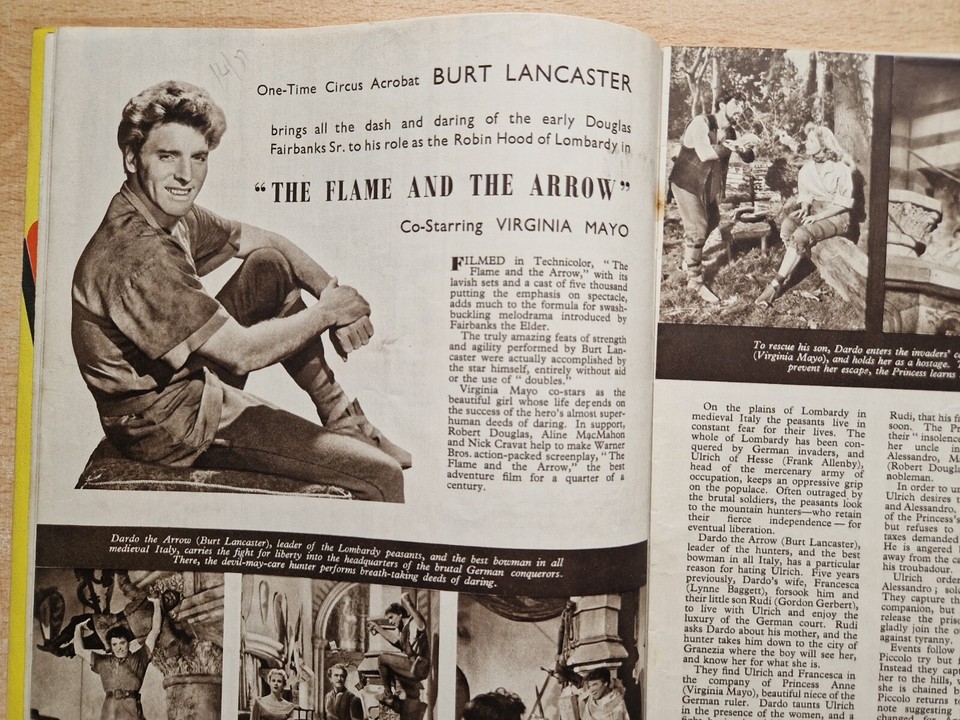 One-Time Circus Acrobat BURT LANCASTER
brings all the dash and daring of the early Douglas
Fairbanks Sr. to his role as the Robin Hood of Lombardy in
“THE FLAME AND THE ARROW”
Co-Starring VIRGINIA MAYO
FILMED in Technicolor, “The
Flame and the Arrow,” with its
lavish sets and a cast of five thousand
putting the emphasis on spectacle,
adds much to the formula for swash-
buckling melodrama introduced by
Fairbanks the Elder.
The truly amazing feats of strength
and agility performed by Burt Lan-
caster were actually accomplished by
the star himself, entirely without aid
or the use of “doubles.”
Virginia Mayo co-stars as the
beautiful girl whose life depends on
the success of the hero's almost super-
human deeds of daring. In support,
Robert Douglas, Aline MacMahon
and Nick Cravat help to make Warner
Bros. action-packed screenplay, “The
Flame and the Arrow,” the best
adventure film for a quarter of a
century.
Dardo the Arrow (Burt Lancaster), leader of the Lombardy peasants, and the best bowman in all
medieval Italy, carries the fight for liberty into the headquarters of the brutal German conquerors.
There, the devil-may-care hunter performs breath-taking deeds of daring.
To rescue his son, Dardo enters the invaders'
(Virginia Mayo), and holds her as a hostage.
prevent her escape, the Princess learns
On the plains of Lombardy in
medieval Italy the peasants live in
constant fear for their lives. The
whole of Lombardy has been con-
quered by German invaders, and
Ulrich of Hesse (Frank Allenby),
head of the mercenary army of
occupation, keeps an oppressive grip
on the populace. Often outraged by
the brutal soldiers, the peasants look
to the mountain hunters—who retain
their fierce independence—for
eventual liberation.
Dardo the Arrow (Burt Lancaster),
leader of the hunters, and the best
bowman in all Italy, has a particular
reason for hating Ulrich. Five years
previously, Dardo's wife, Francesca
(Lynne Baggett), forsook him and
their little son Rudi (Gordon Gerbert),
to live with Ulrich and enjoy the
luxury of the German court. Rudi
asks Dardo about his mother, and the
hunter takes him down to the city of
Granezia where the boy will see her,
and know her for what she is.
They find Ulrich and Francesca in
the company of Princess Anne
(Virginia Mayo), beautiful niece of the
German ruler. Dardo taunts Ulrich
in the presence of the women, and a
Rudi, that his
soon. The
their “insolenc
her uncle in
Alessandro, M
(Robert Dougla
nobleman.
In order to
Ulrich desires t
and Alessandro,
of the Princess's
but refuses to
taxes demanded
He is angered
away from the ca
his troubadour.
Ulrich order
Alessandro; sol
They capture th
companion, but
release the priso
gladly join the o
against tyranny.
Events follow
Piccolo try but f
Instead they cap
her to the hills,
she is chained b
Piccolo returns to
note suggesting